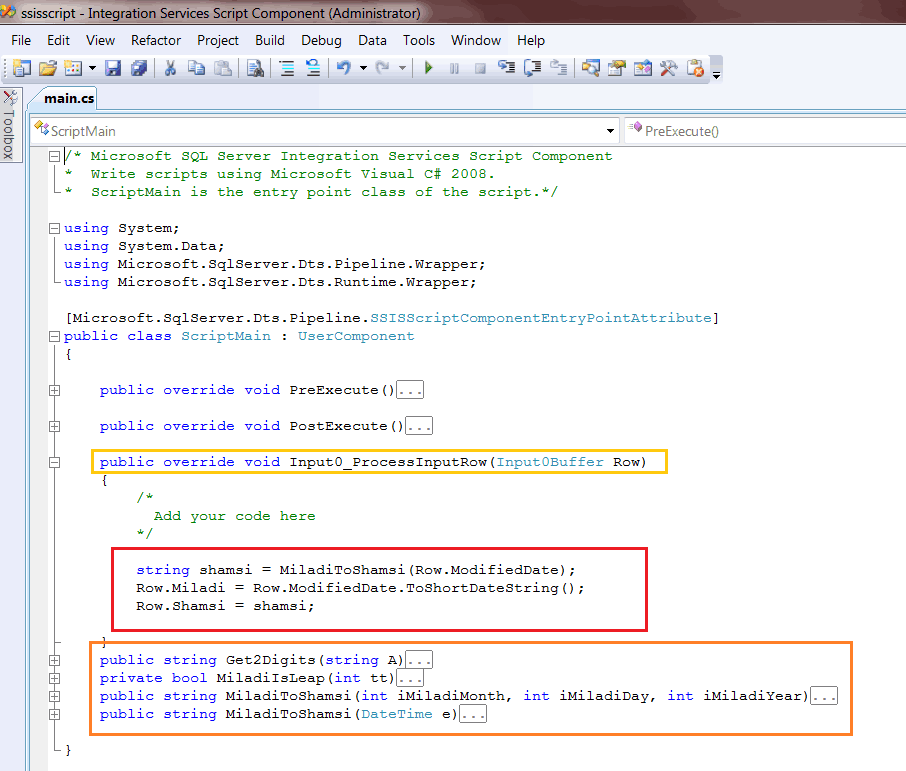 ssisscript - Integration Services Script Component (Administrator)
File Edit View Refactor Project Build Debug Data Tools Window Help
main.cs
Toolbox
ScriptMain PreExecute()
/* Microsoft SQL Server Integration Services Script Component
*  Write scripts using Microsoft Visual C# 2008.
*  ScriptMain is the entry point class of the script.*/
using System;
using System.Data;
using Microsoft.SqlServer.Dts.Pipeline.Wrapper;
using Microsoft.SqlServer.Dts.Runtime.Wrapper;
[Microsoft.SqlServer.Dts.Pipeline.SSISScriptComponentEntryPointAttribute]
public class ScriptMain : UserComponent
{
public override void PreExecute()...
public override void PostExecute()...
public override void Input0_ProcessInputRow(Input0Buffer Row)
{
/*
Add your code here
*/
string shamsi = MiladiToShamsi(Row.ModifiedDate);
Row.Miladi = Row.ModifiedDate.ToShortDateString();
Row.Shamsi = shamsi;
}
public string Get2Digits(string A)...
private bool MiladiIsLeap(int tt)...
public string MiladiToShamsi(int iMiladiMonth, int iMiladiDay, int iMiladiYear)...
public string MiladiToShamsi(DateTime e)...
}